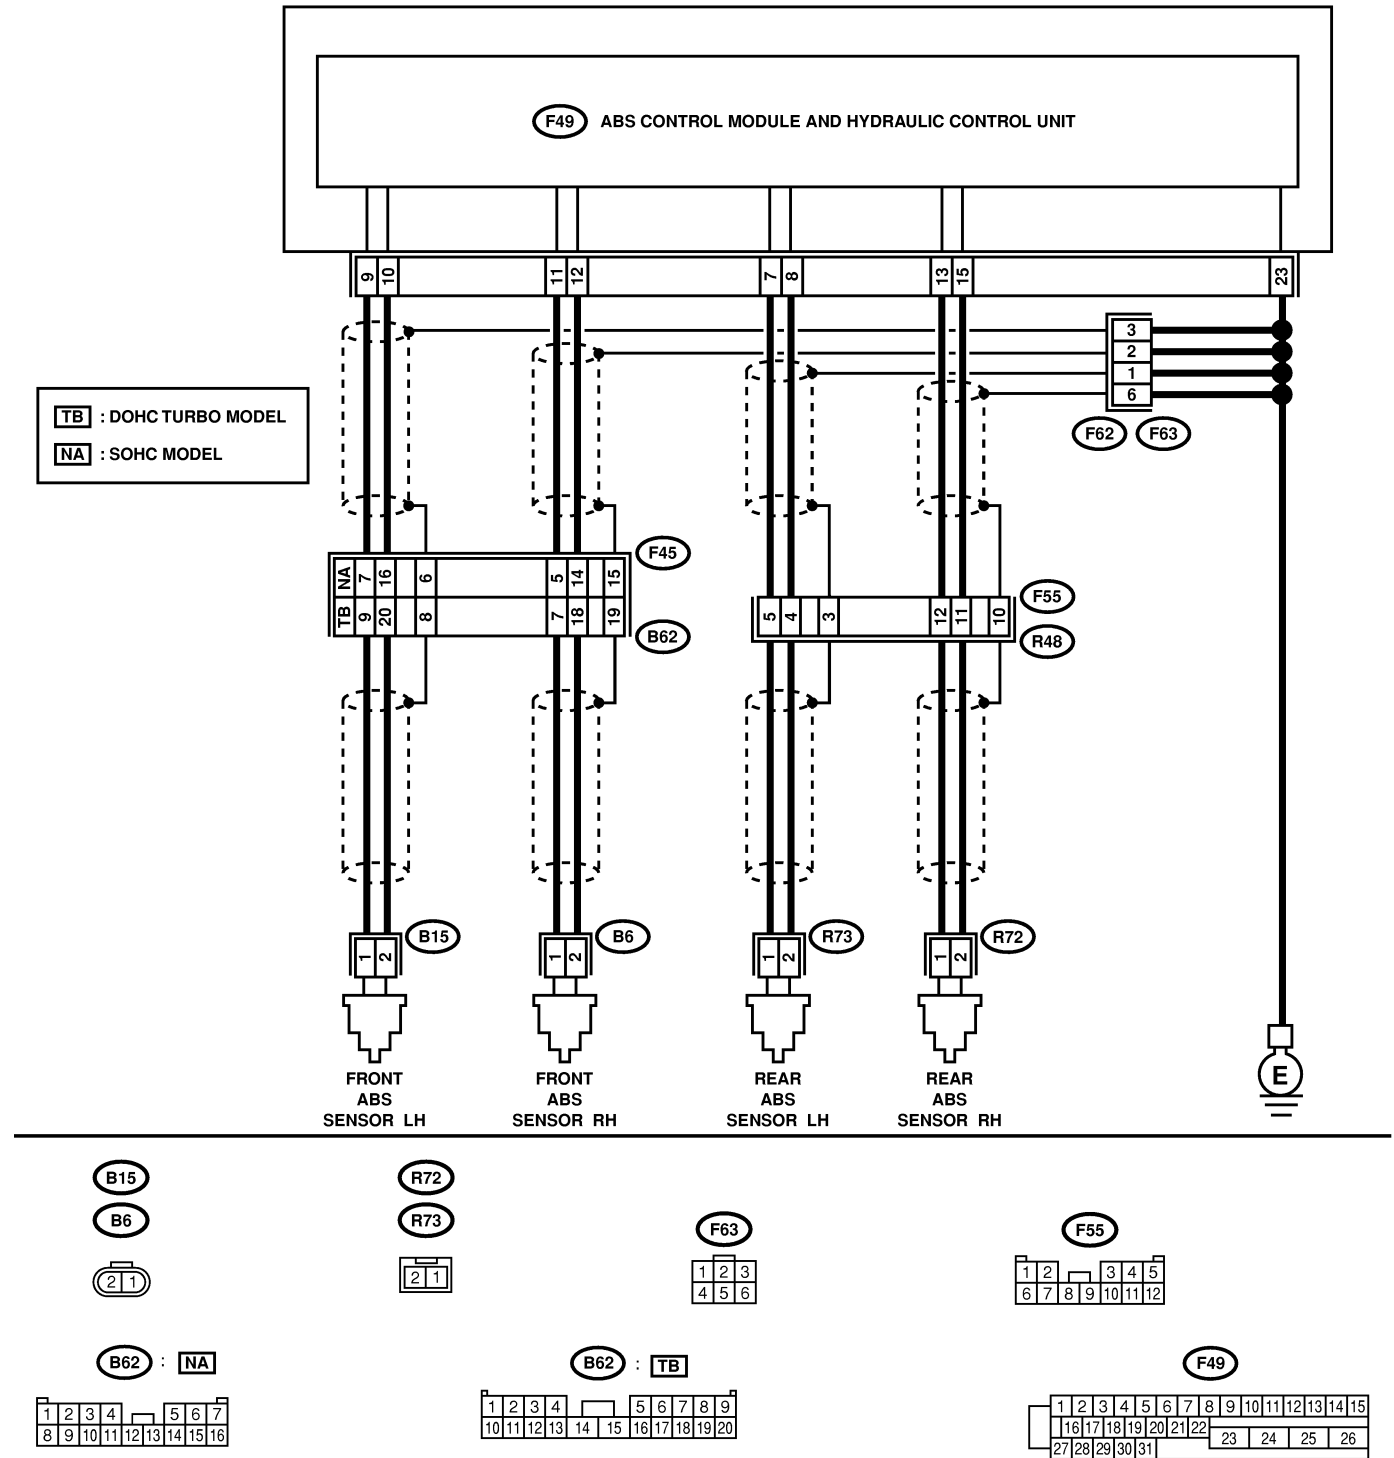 F49 ABS CONTROL MODULE AND HYDRAULIC CONTROL UNIT
9 10 11 12 7 8 13 15 23
3
2
1
6
F62 F63
TB : DOHC TURBO MODEL
NA : SOHC MODEL
F45
NA 7 16 6 5 14 15
TB 9 20 8 7 18 19
B62
F55
5 4 3 12 11 10
R48
B15 B6 R73 R72
1 2 1 2 1 2 1 2
FRONT
ABS
SENSOR LH
FRONT
ABS
SENSOR RH
REAR
ABS
SENSOR LH
REAR
ABS
SENSOR RH
E
B15
B6
2 1
R72
R73
2 1
F63
1 2 3
4 5 6
F55
1 2 3 4 5
6 7 8 9 10 11 12
B62 : NA
1 2 3 4 5 6 7
8 9 10 11 12 13 14 15 16
B62 : TB
1 2 3 4 5 6 7 8 9
10 11 12 13 14 15 16 17 18 19 20
F49
1 2 3 4 5 6 7 8 9 10 11 12 13 14 15
16 17 18 19 20 21 22
23 24 25 26
27 28 29 30 31